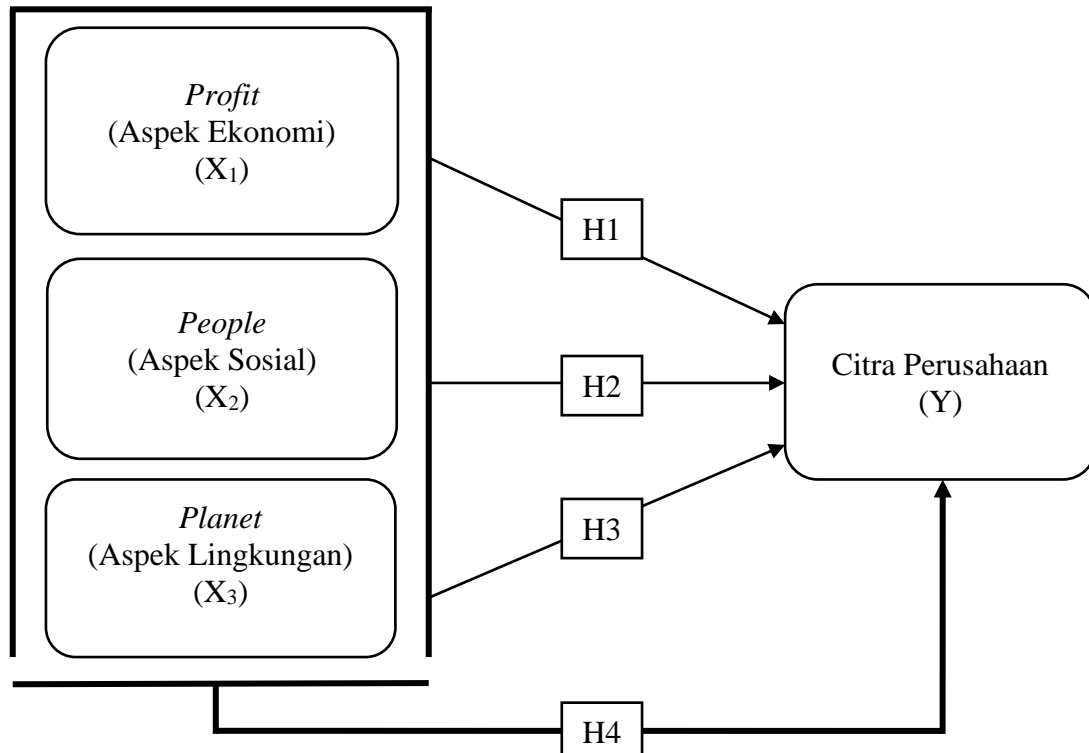 Profit
(Aspek Ekonomi)
(X₁)
People
(Aspek Sosial)
(X₂)
Planet
(Aspek Lingkungan)
(X₃)
H1
H2
H3
H4
Citra Perusahaan
(Y)